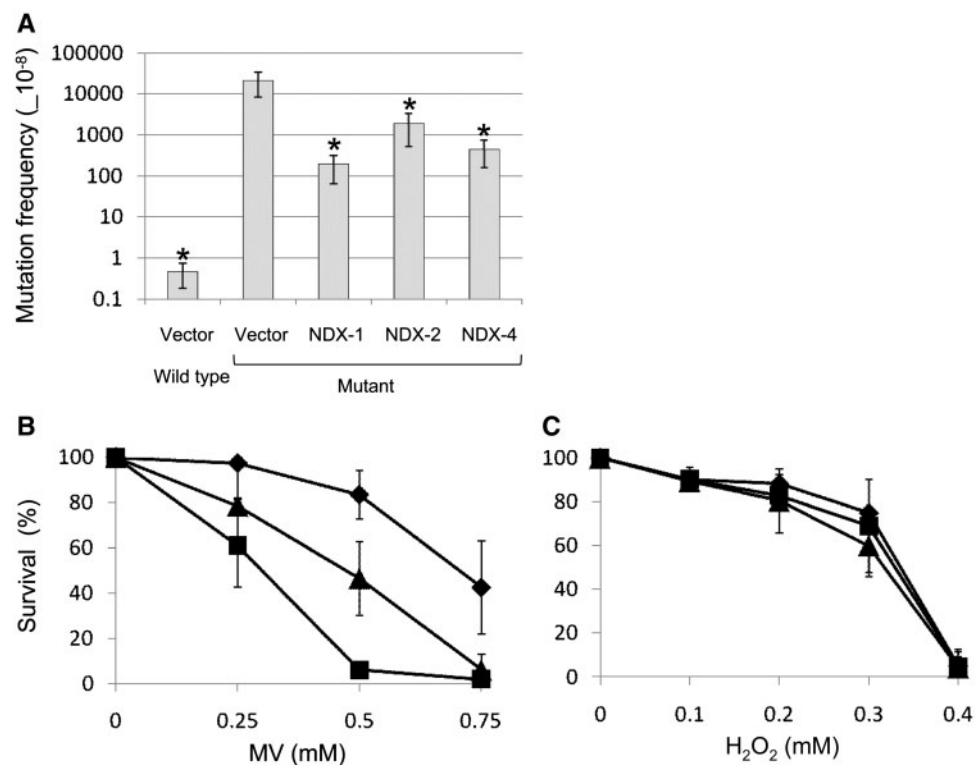 A
Mutation frequency (_10⁻⁸)
100000
10000
1000
100
10
1
0.1
*
*
*
*
Vector Vector NDX-1 NDX-2 NDX-4
Wild type Mutant
B
Survival (%)
100
80
60
40
20
0
0 0.25 0.5 0.75
MV (mM)
C
100
80
60
40
20
0
0 0.1 0.2 0.3 0.4
H₂O₂ (mM)